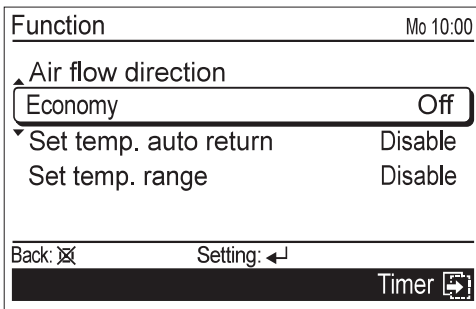 Function Mo 10:00
Air flow direction
Economy Off
Set temp. auto return Disable
Set temp. range Disable
Back: Setting:
Timer